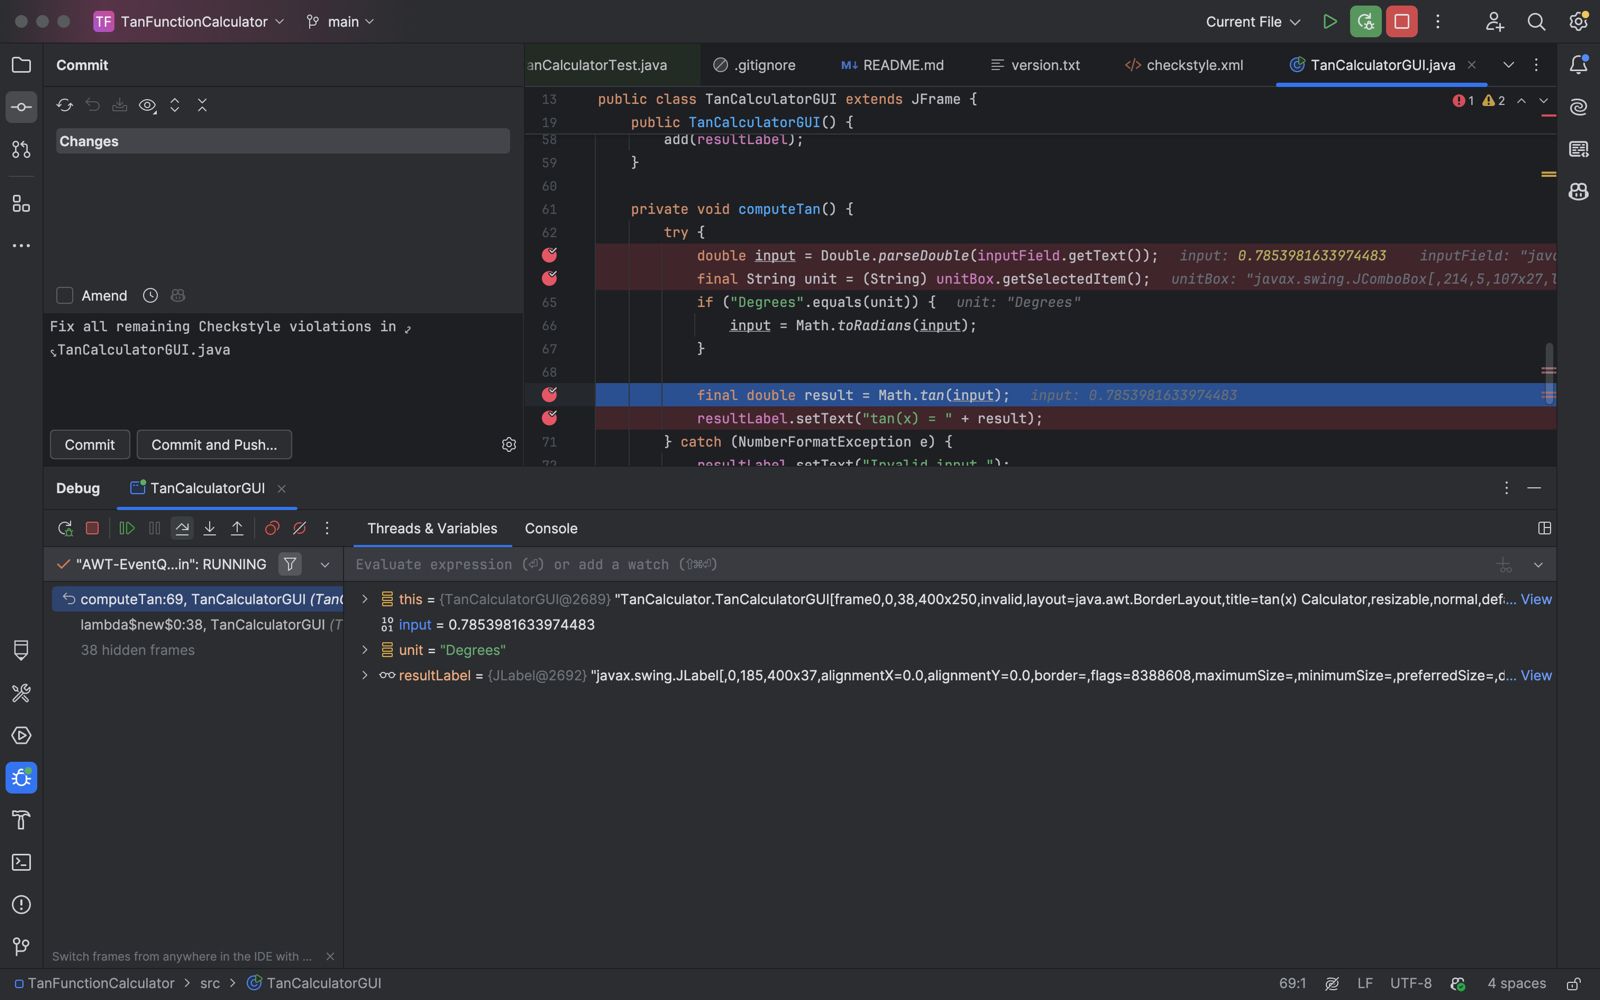 TF TanFunctionCalculator main Current File
Commit
Changes
Amend
Fix all remaining Checkstyle violations in
TanCalculatorGUI.java
Commit Commit and Push...
anCalculatorTest.java .gitignore M↓ README.md version.txt </> checkstyle.xml TanCalculatorGUI.java
1 2
13 public class TanCalculatorGUI extends JFrame {
19 public TanCalculatorGUI() {
58 add(resultLabel);
59 }
60
61 private void computeTan() {
62 try {
double input = Double.parseDouble(inputField.getText()); input: 0.7853981633974483 inputField: "java
final String unit = (String) unitBox.getSelectedItem(); unitBox: "javax.swing.JComboBox[,214,5,107x27,l
65 if ("Degrees".equals(unit)) { unit: "Degrees"
66 input = Math.toRadians(input);
67 }
68
final double result = Math.tan(input); input: 0.7853981633974483
resultLabel.setText("tan(x) = " + result);
71 } catch (NumberFormatException e) {
72 resultLabel.setText("Invalid input.");
Debug TanCalculatorGUI
Threads & Variables Console
"AWT-EventQ...in": RUNNING
Evaluate expression (⏎) or add a watch (⇧⌘⏎)
computeTan:69, TanCalculatorGUI (TanC
lambda$new$0:38, TanCalculatorGUI (T
38 hidden frames
this = {TanCalculatorGUI@2689} "TanCalculator.TanCalculatorGUI[frame0,0,38,400x250,invalid,layout=java.awt.BorderLayout,title=tan(x) Calculator,resizable,normal,def... View
10 01 input = 0.7853981633974483
unit = "Degrees"
resultLabel = {JLabel@2692} "javax.swing.JLabel[,0,185,400x37,alignmentX=0.0,alignmentY=0.0,border=,flags=8388608,maximumSize=,minimumSize=,preferredSize=,d... View
Switch frames from anywhere in the IDE with ...
TanFunctionCalculator > src > TanCalculatorGUI 69:1 LF UTF-8 4 spaces